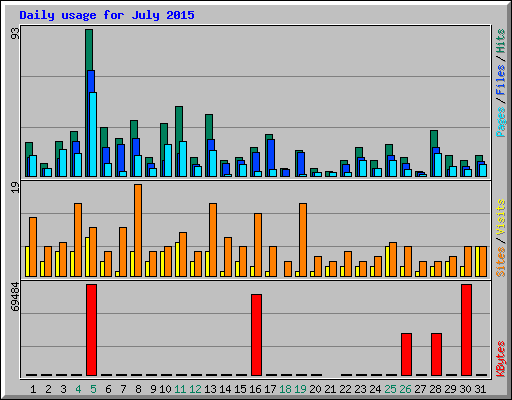 Daily usage for July 2015
93
Pages / Files / Hits
19
Sites / Visits
69484
KBytes
1 2 3 4 5 6 7 8 9 10 11 12 13 14 15 16 17 18 19 20 21 22 23 24 25 26 27 28 29 30 31